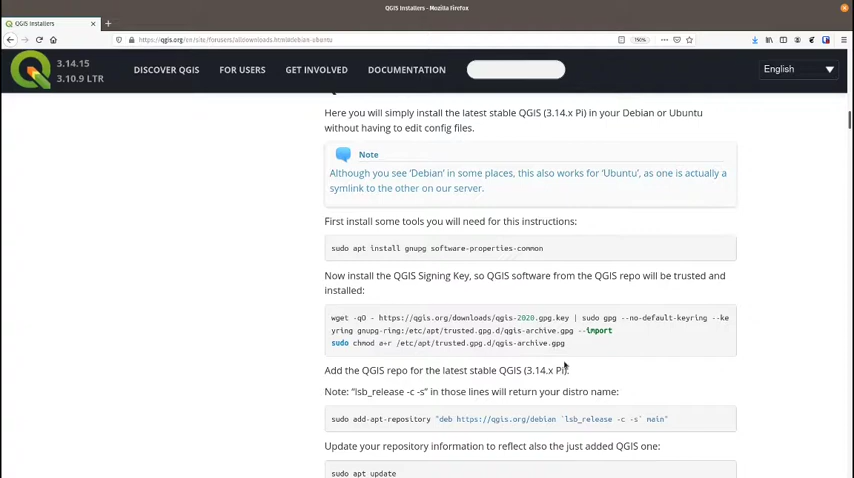 QGIS Installers - Mozilla Firefox
QGIS Installers
https://qgis.org/en/site/forusers/alldownloads.html#debian-ubuntu
150%
3.14.15
3.10.9 LTR
DISCOVER QGIS
FOR USERS
GET INVOLVED
DOCUMENTATION
English
Here you will simply install the latest stable QGIS (3.14.x Pi) in your Debian or Ubuntu
without having to edit config files.
Note
Although you see ‘Debian’ in some places, this also works for ‘Ubuntu’, as one is actually a
symlink to the other on our server.
First install some tools you will need for this instructions:
sudo apt install gnupg software-properties-common
Now install the QGIS Signing Key, so QGIS software from the QGIS repo will be trusted and
installed:
wget -qO - https://qgis.org/downloads/qgis-2020.gpg.key | sudo gpg --no-default-keyring --ke
yring gnupg-ring:/etc/apt/trusted.gpg.d/qgis-archive.gpg --import
sudo chmod a+r /etc/apt/trusted.gpg.d/qgis-archive.gpg
Add the QGIS repo for the latest stable QGIS (3.14.x Pi).
Note: “lsb_release -c -s” in those lines will return your distro name:
sudo add-apt-repository "deb https://qgis.org/debian `lsb_release -c -s` main"
Update your repository information to reflect also the just added QGIS one:
sudo apt update